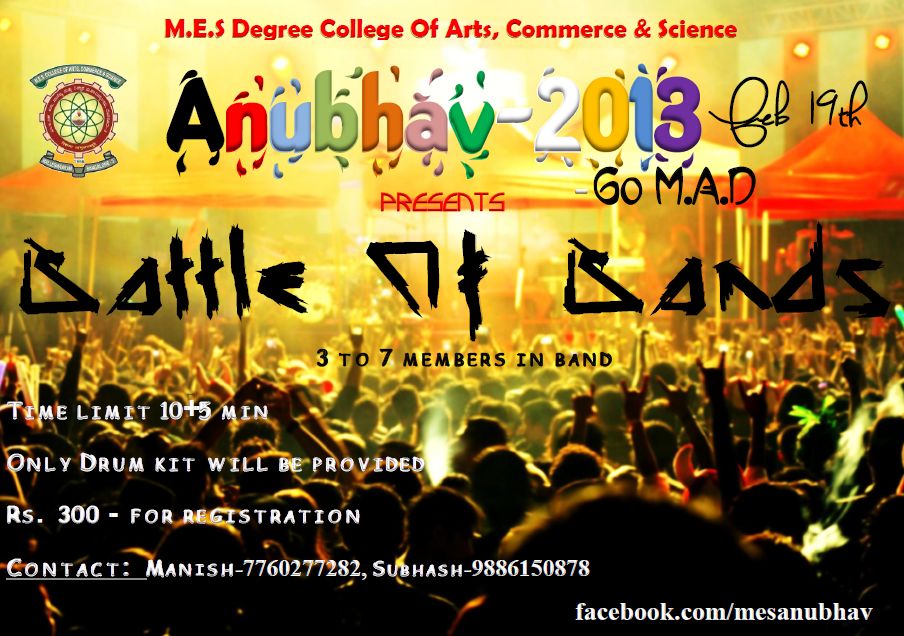 M.E.S Degree College Of Arts, Commerce & Science
Anubhav-2013
Feb 19th
-Go M.A.D
PRESENTS
Battle Of Bands
3 TO 7 MEMBERS IN BAND
TIME LIMIT 10+5 MIN
ONLY DRUM KIT WILL BE PROVIDED
RS. 300 - FOR REGISTRATION
CONTACT: MANISH-7760277282, SUBHASH-9886150878
facebook.com/mesanubhav